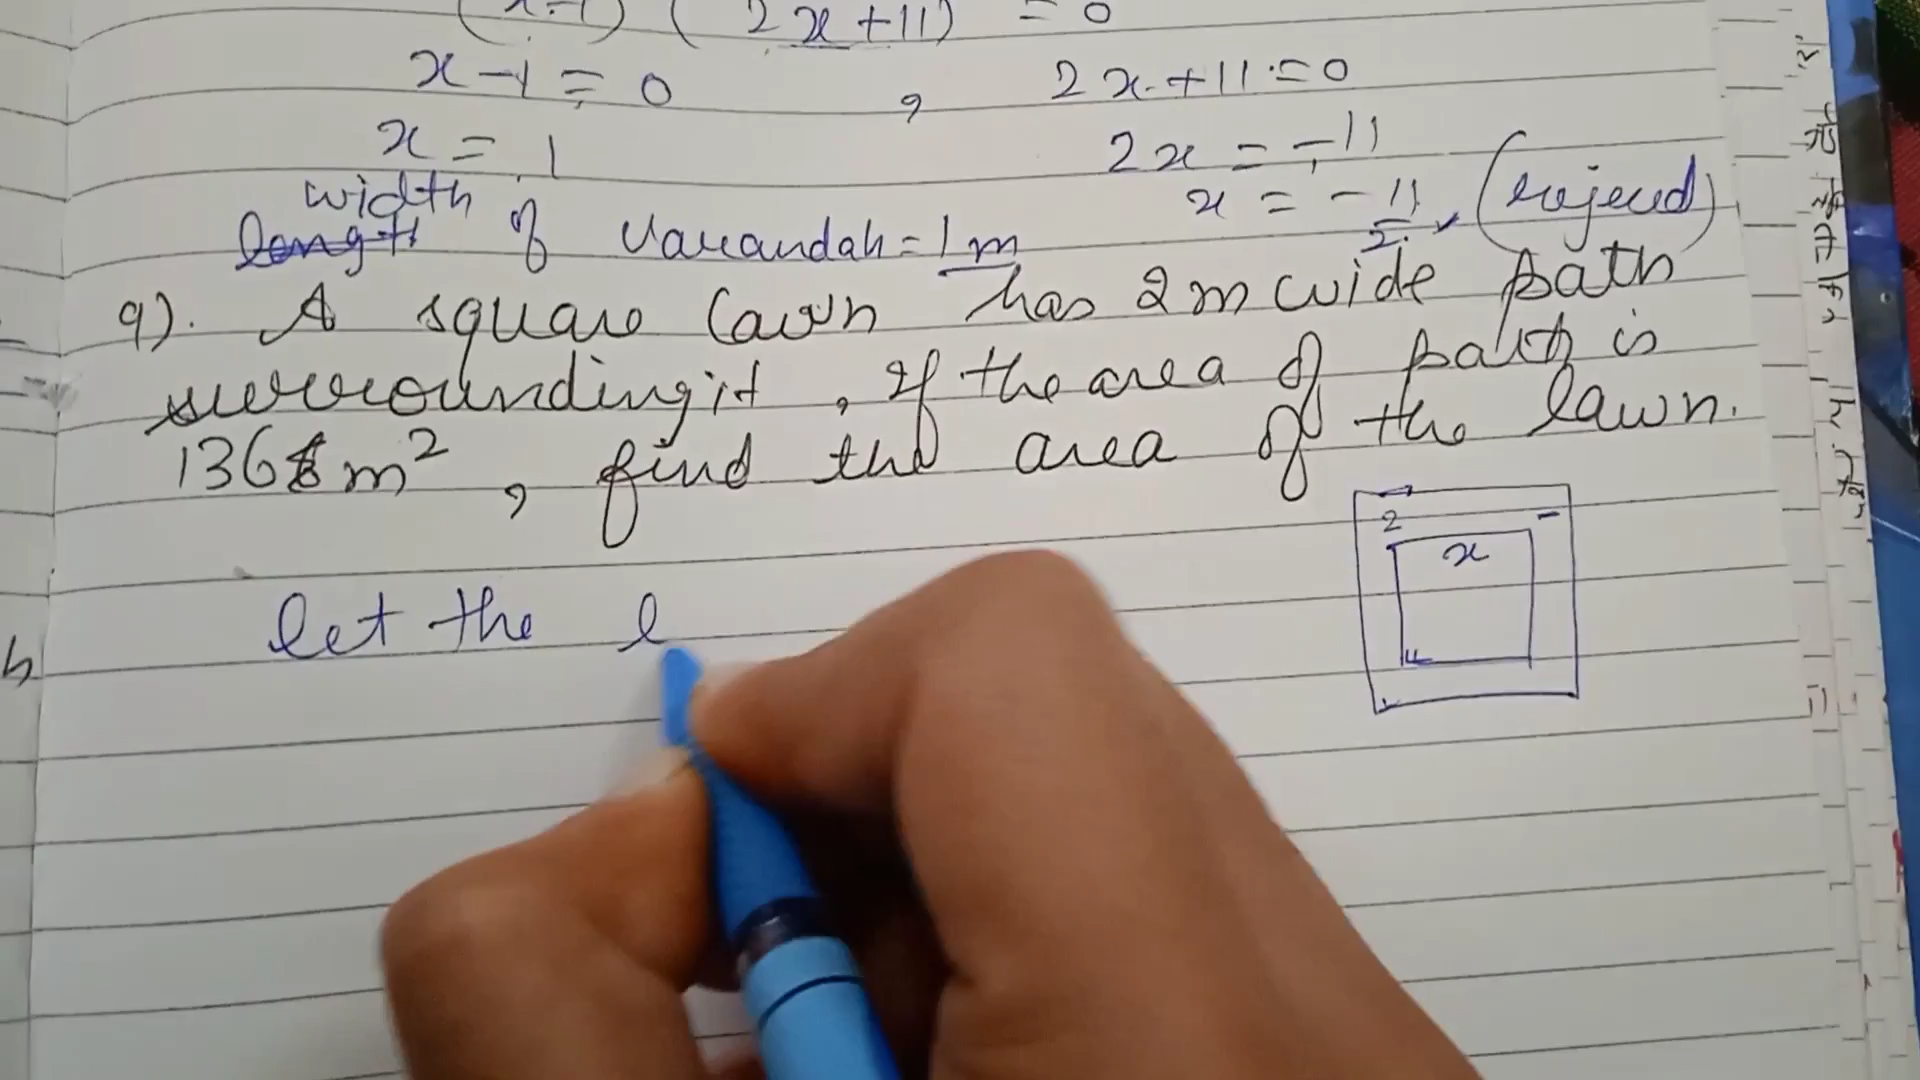 (x-1) (2x+11) = 0
x-1 = 0 , 2x+11 = 0
x = 1 2x = -11
width x = -11/2 (rejectd)
length of varandah = 1m
9). A square lawn has 2m wide path
surrounding it, If the area of path is
136 m², find the area of the lawn.
2
x
let the l